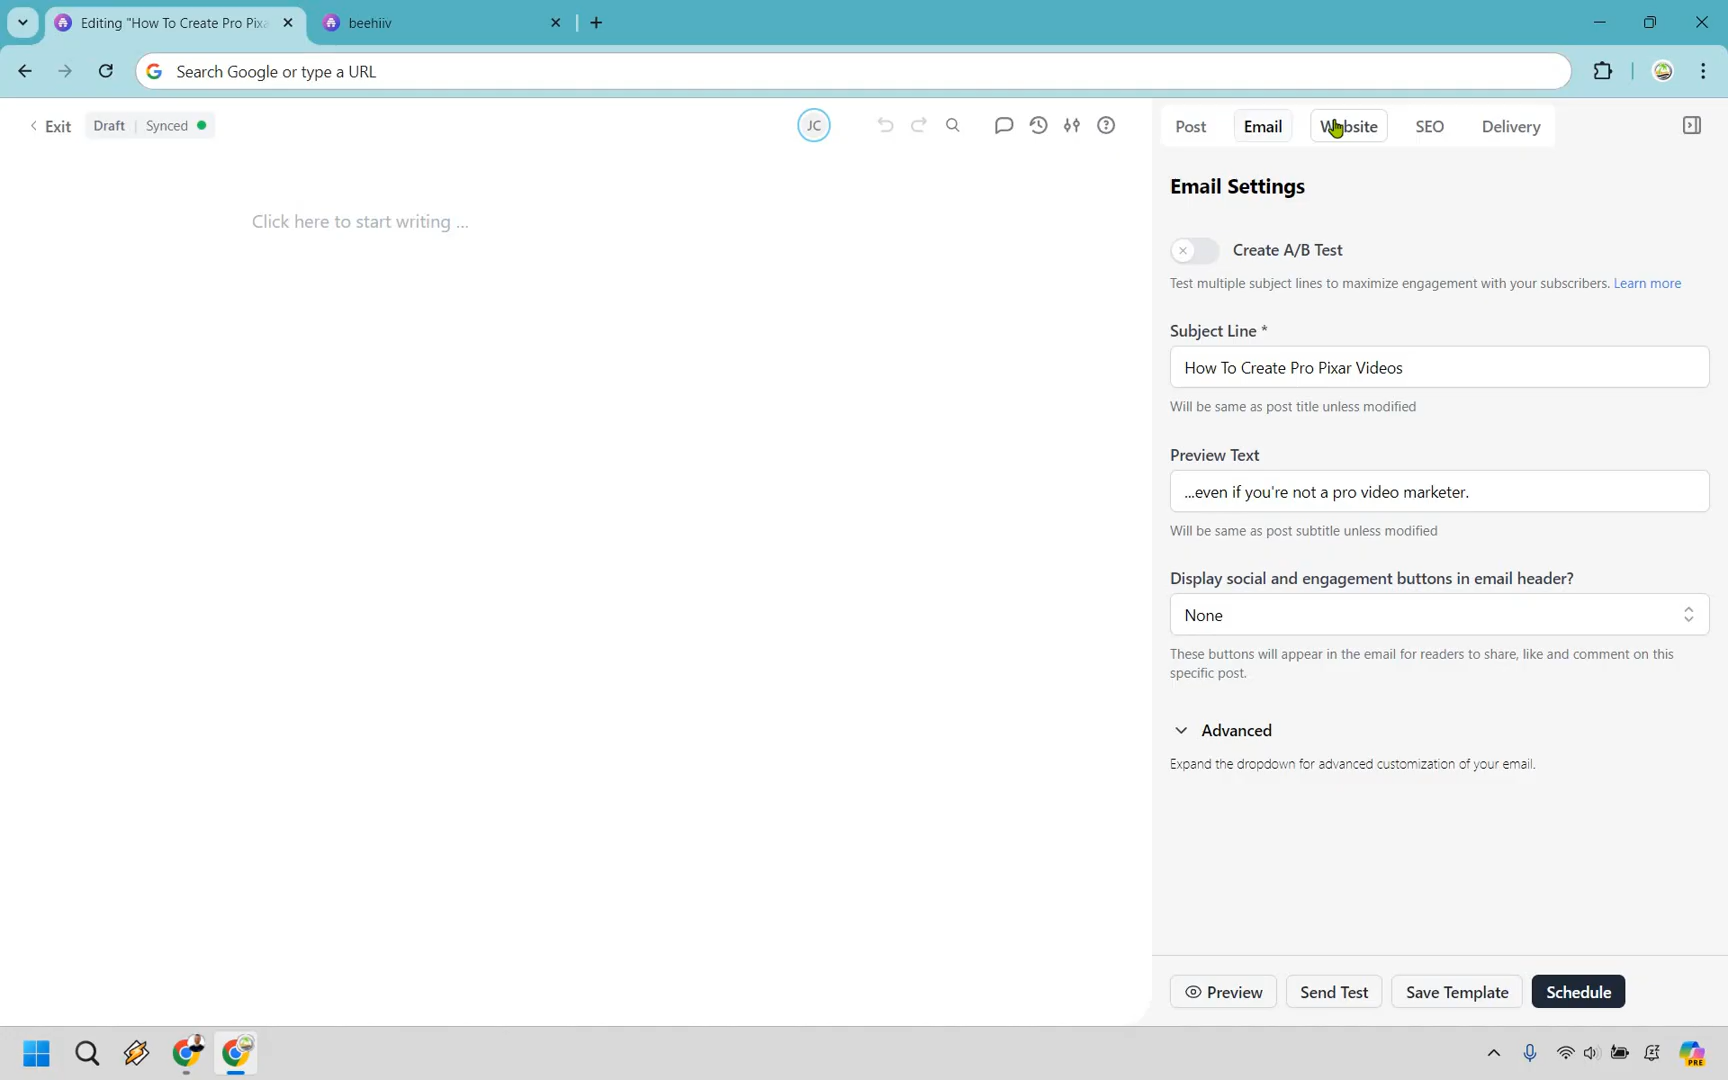 Editing "How To Create Pro Pixa
beehiiv
Search Google or type a URL
Exit
Draft
Synced
JC
Post
Email
Website
SEO
Delivery
Click here to start writing ...
Email Settings
Create A/B Test
Test multiple subject lines to maximize engagement with your subscribers. Learn more
Subject Line *
How To Create Pro Pixar Videos
Will be same as post title unless modified
Preview Text
...even if you're not a pro video marketer.
Will be same as post subtitle unless modified
Display social and engagement buttons in email header?
None
These buttons will appear in the email for readers to share, like and comment on this
specific post.
Advanced
Expand the dropdown for advanced customization of your email.
Preview
Send Test
Save Template
Schedule
PRE